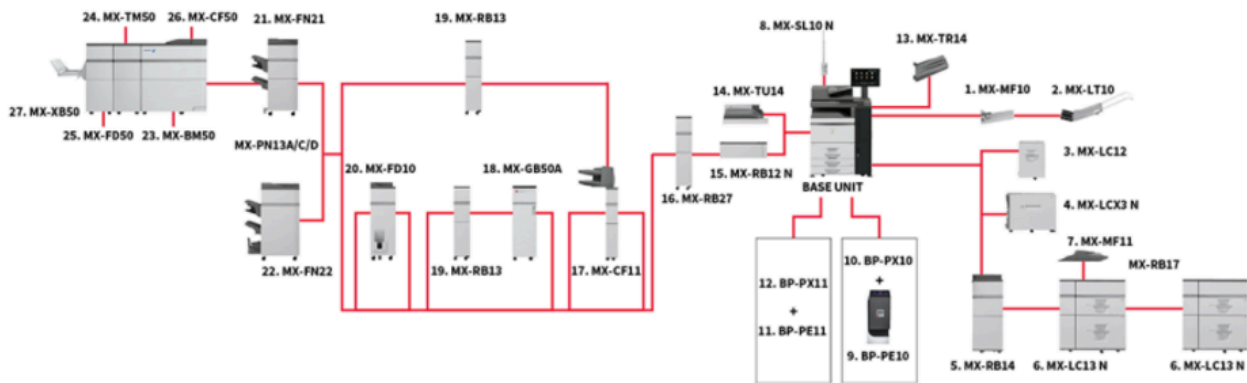 24. MX-TM50
26. MX-CF50
21. MX-FN21
19. MX-RB13
8. MX-SL10 N
13. MX-TR14
14. MX-TU14
1. MX-MF10
2. MX-LT10
27. MX-XB50
25. MX-FD50
23. MX-BM50
MX-PN13A/C/D
20. MX-FD10
18. MX-GB50A
15. MX-RB12 N
3. MX-LC12
16. MX-RB27
BASE UNIT
4. MX-LCX3 N
22. MX-FN22
19. MX-RB13
17. MX-CF11
7. MX-MF11
MX-RB17
12. BP-PX11
+
11. BP-PE11
10. BP-PX10
+
9. BP-PE10
5. MX-RB14
6. MX-LC13 N
6. MX-LC13 N